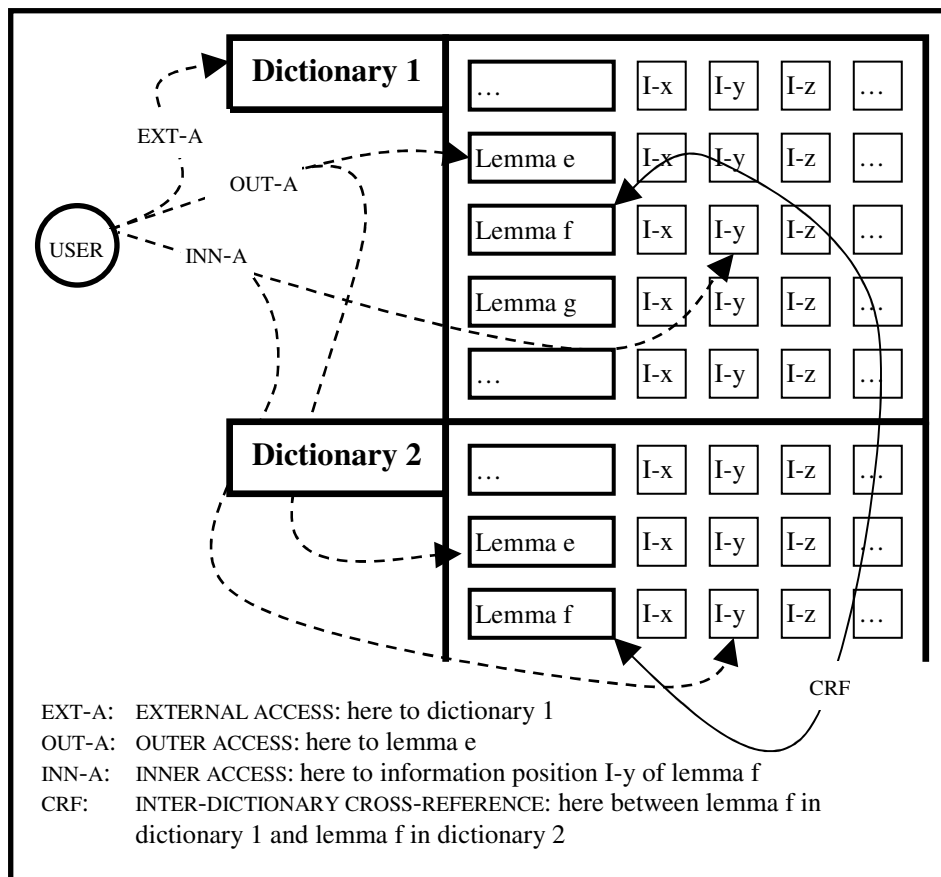 Dictionary 1
… I-x I-y I-z …
EXT-A
Lemma e I-x I-y I-z …
OUT-A
Lemma f I-x I-y I-z …
USER
INN-A
Lemma g I-x I-y I-z …
… I-x I-y I-z …
Dictionary 2
… I-x I-y I-z …
Lemma e I-x I-y I-z …
Lemma f I-x I-y I-z …
CRF
EXT-A: EXTERNAL ACCESS: here to dictionary 1
OUT-A: OUTER ACCESS: here to lemma e
INN-A: INNER ACCESS: here to information position I-y of lemma f
CRF: INTER-DICTIONARY CROSS-REFERENCE: here between lemma f in
dictionary 1 and lemma f in dictionary 2